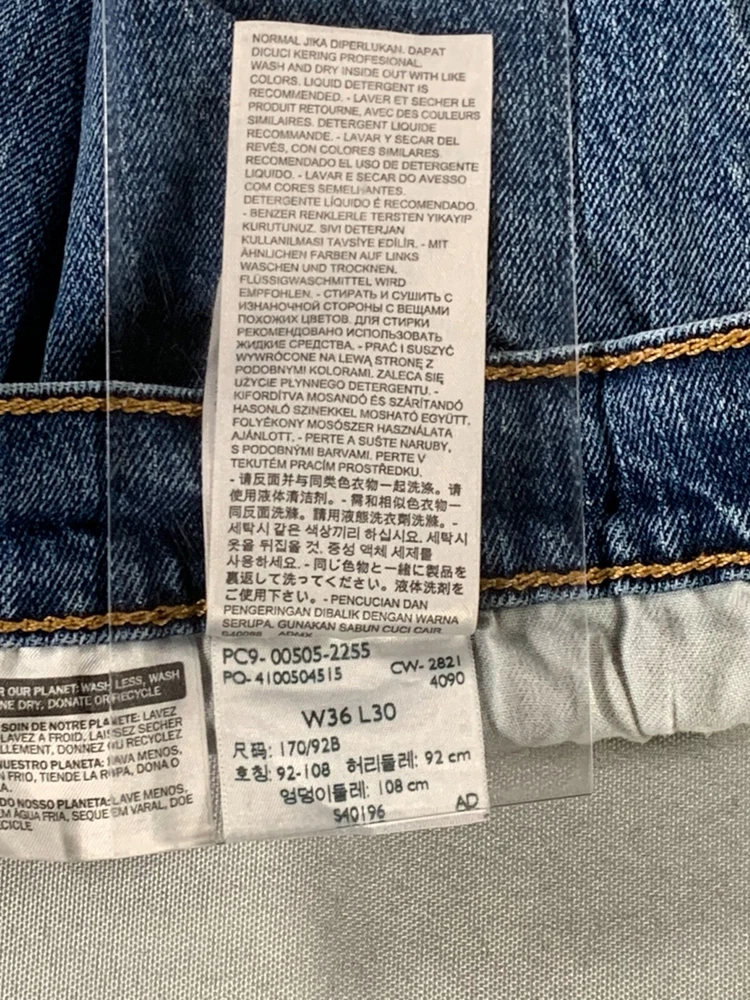 NORMAL JIKA DIPERLUKAN. DAPAT
DICUCI KERING PROFESIONAL.
WASH AND DRY INSIDE OUT WITH LIKE
COLORS. LIQUID DETERGENT IS
RECOMMENDED. - LAVER ET SECHER LE
PRODUIT RETOURNE, AVEC DES COULEURS
SIMILAIRES. DETERGENT LIQUIDE
RECOMMANDE. - LAVAR Y SECAR DEL
REVÉS, CON COLORES SIMILARES.
RECOMENDADO EL USO DE DETERGENTE
LIQUIDO. - LAVAR E SECAR DO AVESSO
COM CORES SEMELHANTES.
DETERGENTE LÍQUIDO É RECOMENDADO.
- BENZER RENKLERLE TERSTEN YIKAYIP
KURUTUNUZ. SIVI DETERJAN
KULLANILMASI TAVSİYE EDİLİR. - MIT
ÄHNLICHEN FARBEN AUF LINKS
WASCHEN UND TROCKNEN.
FLÜSSIGWASCHMITTEL WIRD
EMPFOHLEN. - СТИРАТЬ И СУШИТЬ С
ИЗНАНОЧНОЙ СТОРОНЫ С ВЕЩАМИ
ПОХОЖИХ ЦВЕТОВ. ДЛЯ СТИРКИ
РЕКОМЕНДОВАНО ИСПОЛЬЗОВАТЬ
ЖИДКИЕ СРЕДСТВА. - PRAĆ I SUSZYĆ
WYWRÓCONE NA LEWĄ STRONĘ Z
PODOBNYMI KOLORAMI. ZALECA SIĘ
UŻYCIE PŁYNNEGO DETERGENTU. -
KIFORDÍTVA MOSANDÓ ÉS SZÁRÍTANDÓ
HASONLÓ SZINEKKEL MOSHATÓ EGYÜTT.
FOLYÉKONY MOSÓSZER HASZNÁLATA
AJÁNLOTT. - PERTE A SUŠTE NARUBY,
S PODOBNÝMI BARVAMI. PERTE V
TEKUTÉM PRACÍM PROSTŘEDKU.
- 请反面并与同类色衣物一起洗涤。请
使用液体清洁剂。- 需和相似色衣物一
同反面洗滌。請用液態洗衣劑洗滌。-
세탁시 같은 색상끼리 하십시요. 세탁시
옷을 뒤집을 것. 중성 액체 세제를
사용하세요. - 同じ色物と一緒に製品を
裏返して洗ってください。液体洗剤を
ご使用下さい。- PENCUCIAN DAN
PENGERINGAN DIBALIK DENGAN WARNA
SERUPA. GUNAKAN SABUN CUCI CAIR.
S40088 ADMX
PC9- 00505-2255
PO- 4100504515
CW- 2821
4090
W36 L30
尺码: 170/92B
호칭: 92-108 허리둘레: 92 cm
엉덩이둘레: 108 cm
S40196 AD
R OUR PLANET: WASH LESS, WASH
NE DRY, DONATE OR RECYCLE
SOIN DE NOTRE PLANETE: LAVEZ
LAVEZ A FROID, LAISSEZ SECHER
LLEMENT, DONNEZ OU RECYCLEZ
NUESTRO PLANETA: LAVA MENOS,
N FRIO, TIENDE LA ROPA, DONA O
A.
DO NOSSO PLANETA: LAVE MENOS,
EM ÁGUA FRIA, SEQUE EM VARAL, DOE
CICLE